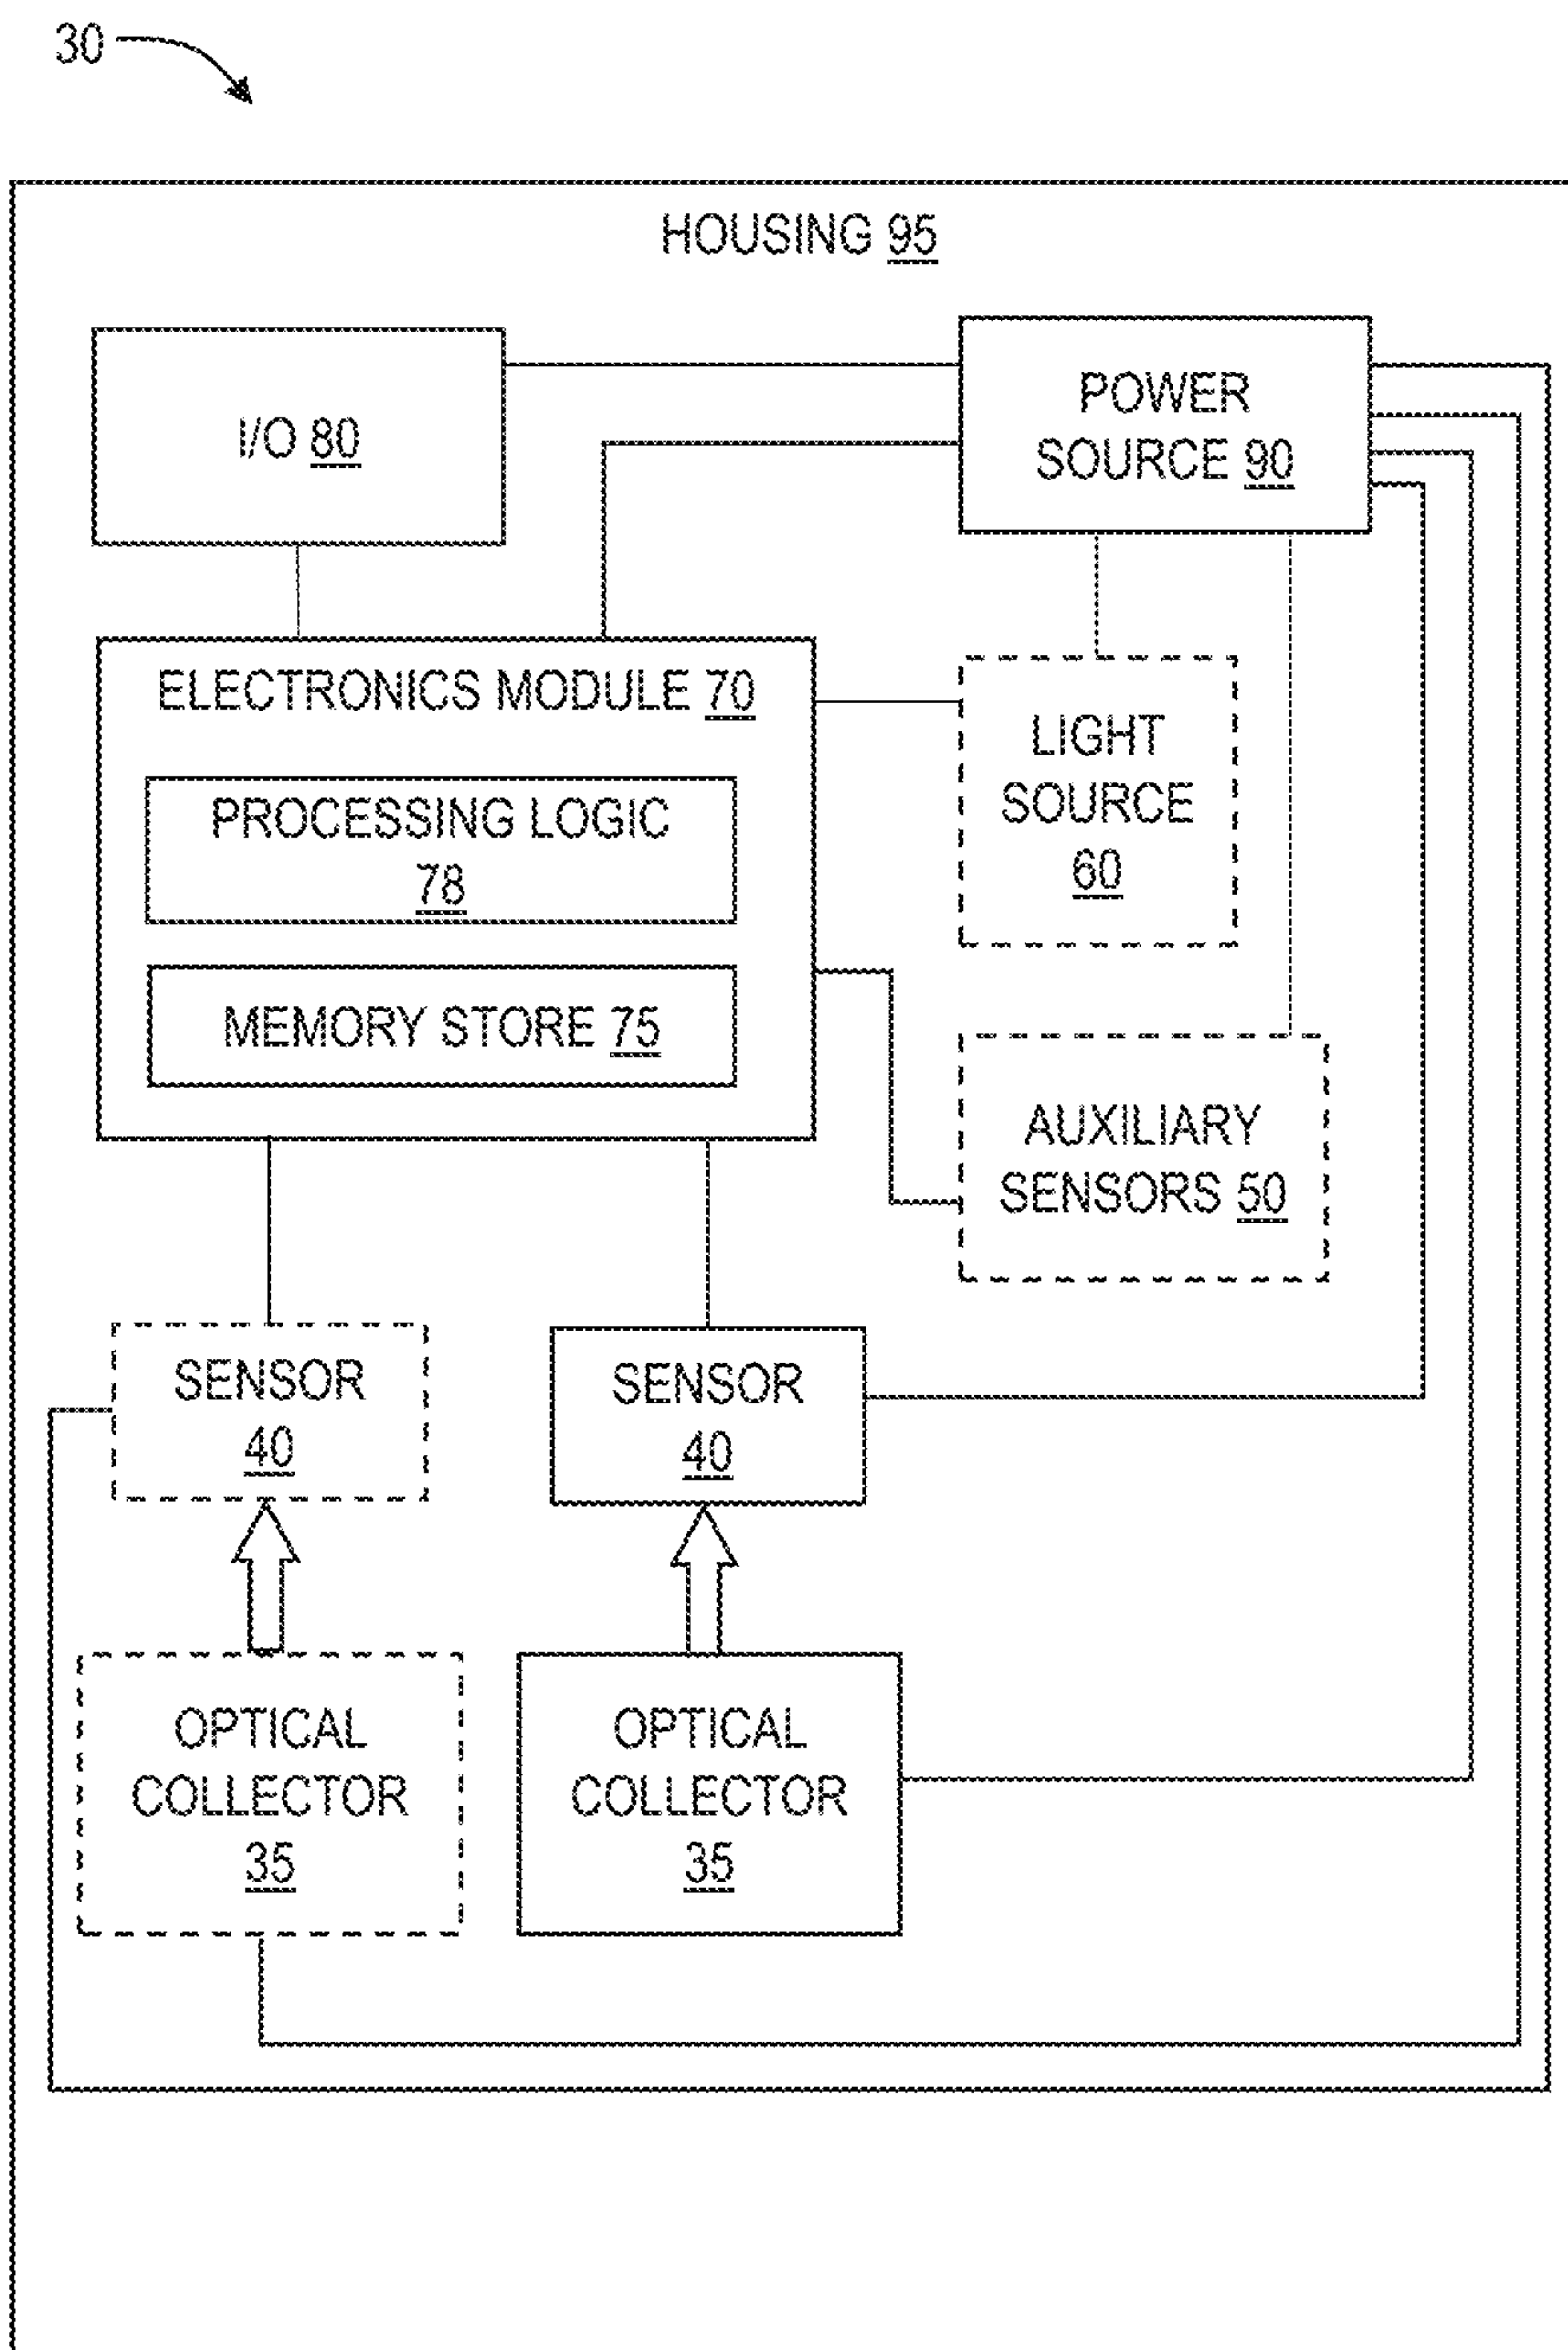 30
HOUSING 95
I/O 80
POWER
SOURCE 90
ELECTRONICS MODULE 70
PROCESSING LOGIC
78
MEMORY STORE 75
LIGHT
SOURCE
60
AUXILIARY
SENSORS 50
SENSOR
40
SENSOR
40
OPTICAL
COLLECTOR
35
OPTICAL
COLLECTOR
35